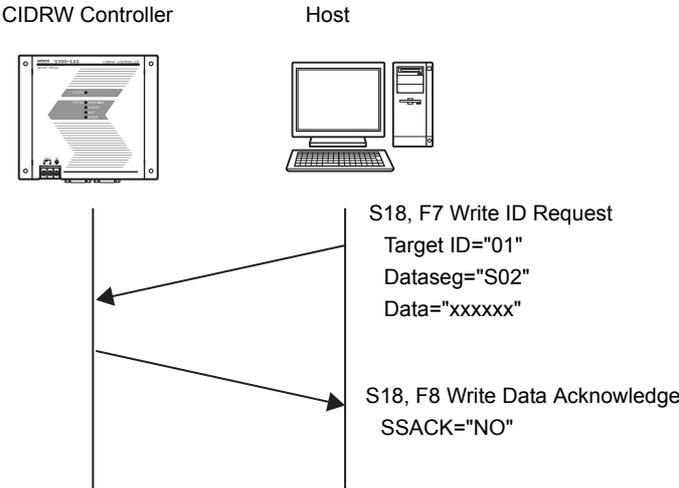 CIDRW Controller
Host
S18, F7 Write ID Request
Target ID="01"
Dataseg="S02"
Data="xxxxxx"
S18, F8 Write Data Acknowledge
SSACK="NO"